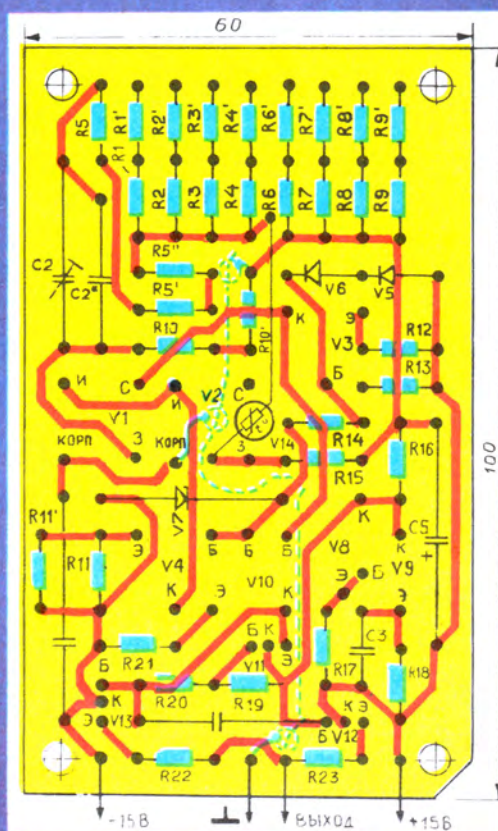 60
R5 R1' R2' R3' R4' R6' R7' R8' R9'
R1 R2 R3 R4 R6 R7 R8 R9
R5"
C2 C2* R5' V6 V5
R10 R10' К Э V3 R12
И С И V2 С Б R13
V1
КОРП З КОРП З V14 R14
R15 R16
100
V7 К К C5
R11' R11 Э Б Б Б V8 К +
V4 V10 Э Б V9
К Э К Э
R21 Б К R17 C3 R18
Б V11 Э
К R20 R19
Э V13 Б V12 К Э
R22 R23
-15В ⊥ ВЫХОД +15В